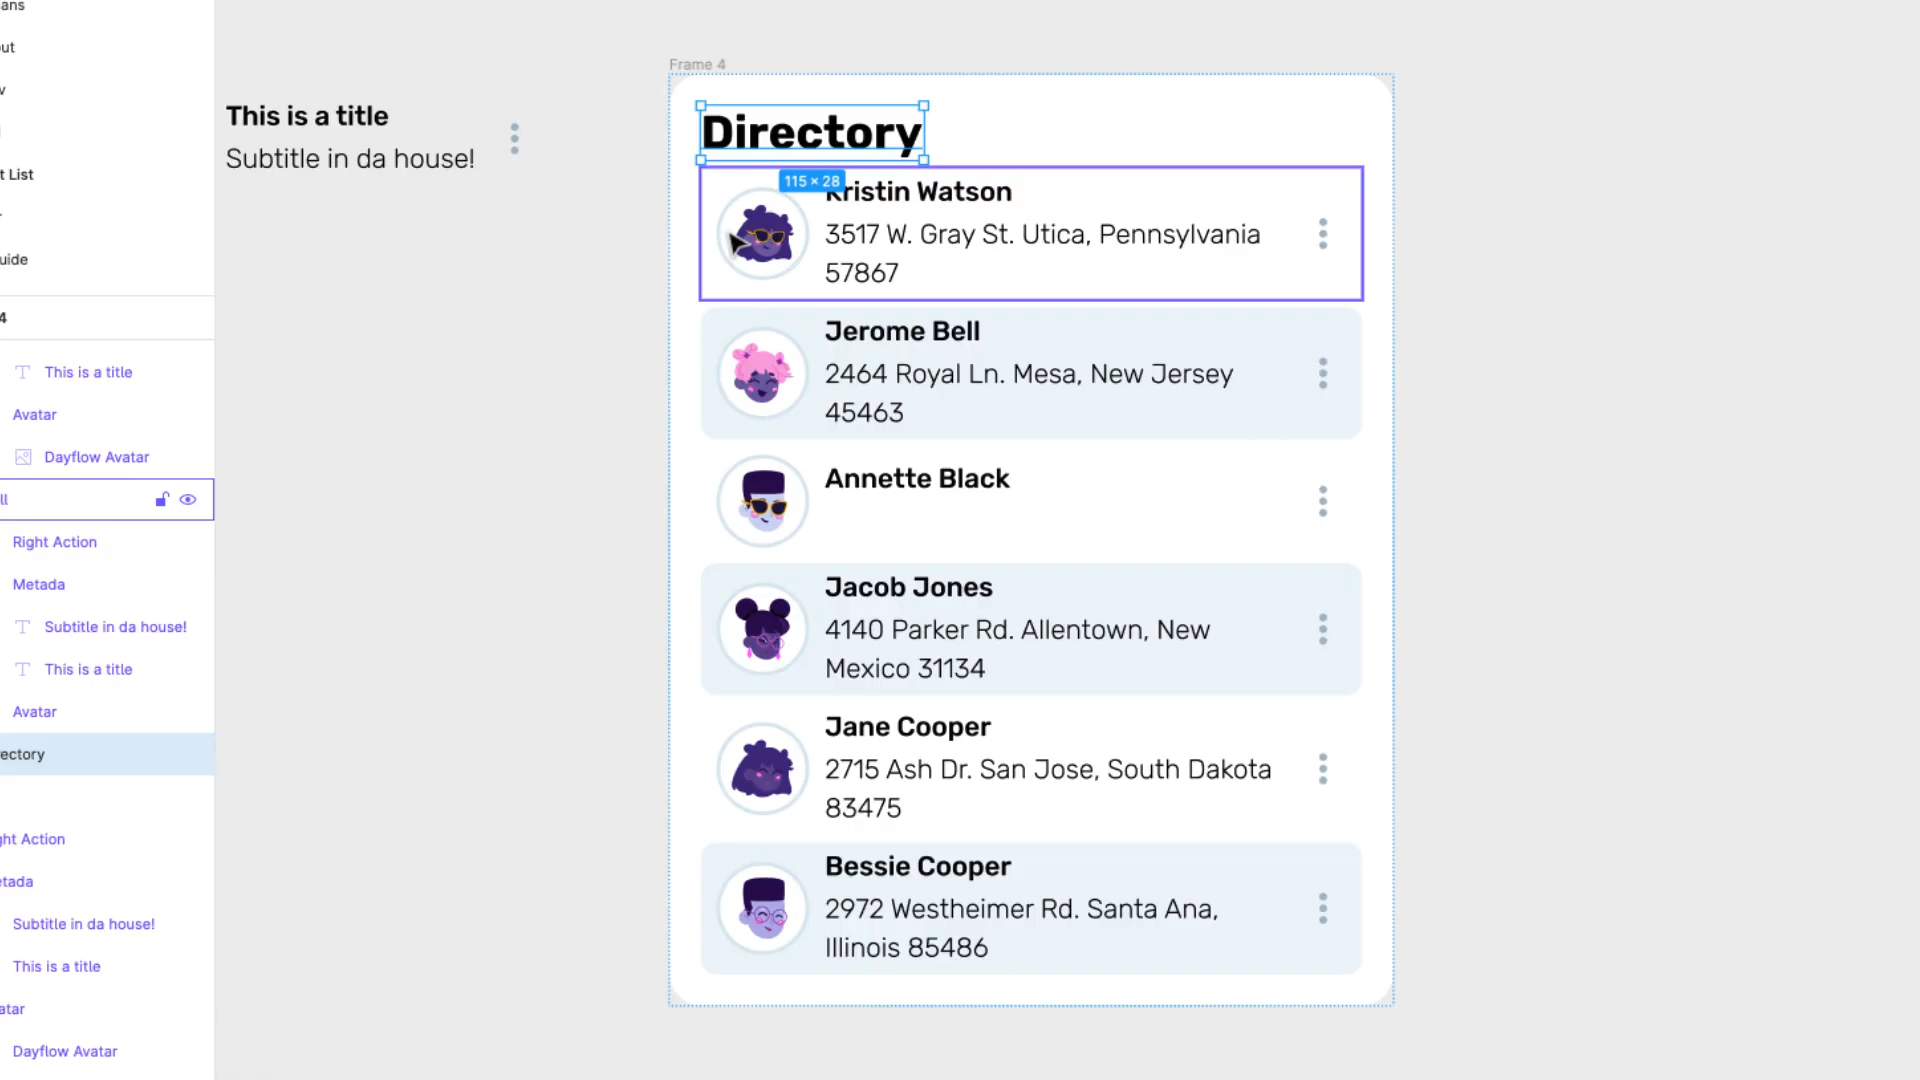 ans
out
t List
uide
4
This is a title
Avatar
Dayflow Avatar
ll
Right Action
Metada
Subtitle in da house!
This is a title
Avatar
ectory
ght Action
etada
Subtitle in da house!
This is a title
atar
Dayflow Avatar
This is a title
Subtitle in da house!
Frame 4
Directory
115 × 28
Kristin Watson
3517 W. Gray St. Utica, Pennsylvania
57867
Jerome Bell
2464 Royal Ln. Mesa, New Jersey
45463
Annette Black
Jacob Jones
4140 Parker Rd. Allentown, New
Mexico 31134
Jane Cooper
2715 Ash Dr. San Jose, South Dakota
83475
Bessie Cooper
2972 Westheimer Rd. Santa Ana,
Illinois 85486